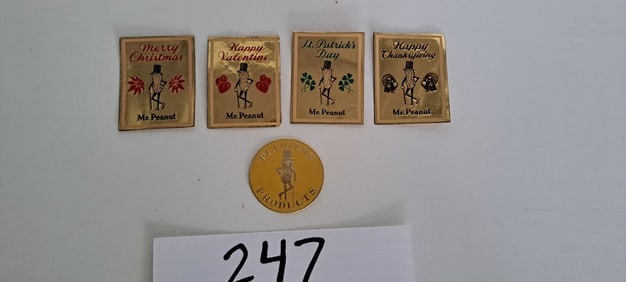 Merry
Christmas
Mr. Peanut
Happy
Valentine
Mr. Peanut
St. Patrick's
Day
Mr. Peanut
Happy
Thanksgiving
Mr. Peanut
PLANTERS
PRODUCTS
247